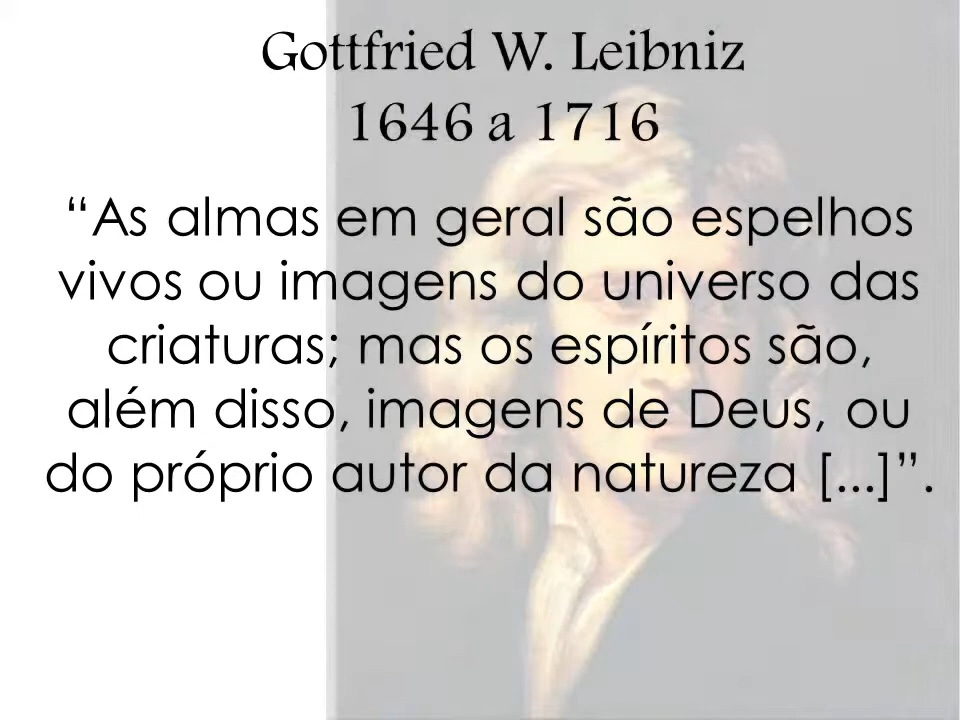 Gottfried W. Leibniz
1646 a 1716
“As almas em geral são espelhos
vivos ou imagens do universo das
criaturas; mas os espíritos são,
além disso, imagens de Deus, ou
do próprio autor da natureza [...]”.